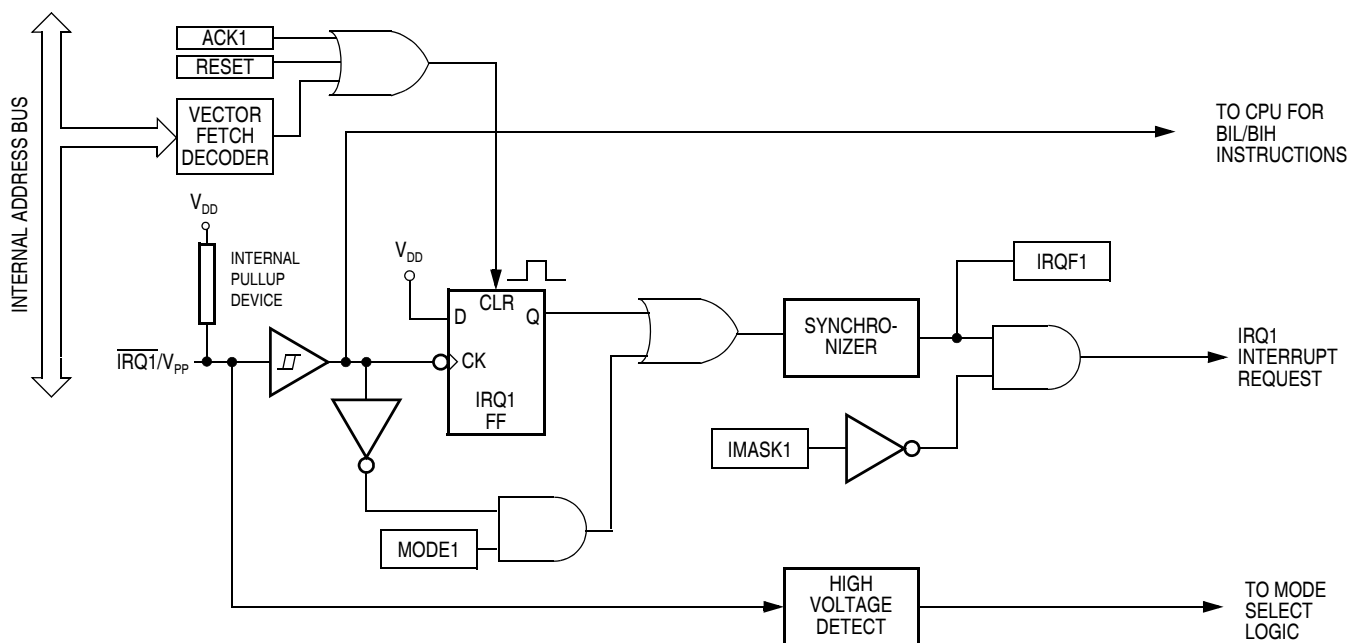 INTERNAL ADDRESS BUS
ACK1
RESET
VECTOR
FETCH
DECODER
TO CPU FOR
BIL/BIH
INSTRUCTIONS
VDD
INTERNAL
PULLUP
DEVICE
VDD
CLR
D
Q
CK
IRQ1
FF
IRQ1/VPP
SYNCHRO-
NIZER
IRQF1
IRQ1
INTERRUPT
REQUEST
IMASK1
MODE1
HIGH
VOLTAGE
DETECT
TO MODE
SELECT
LOGIC